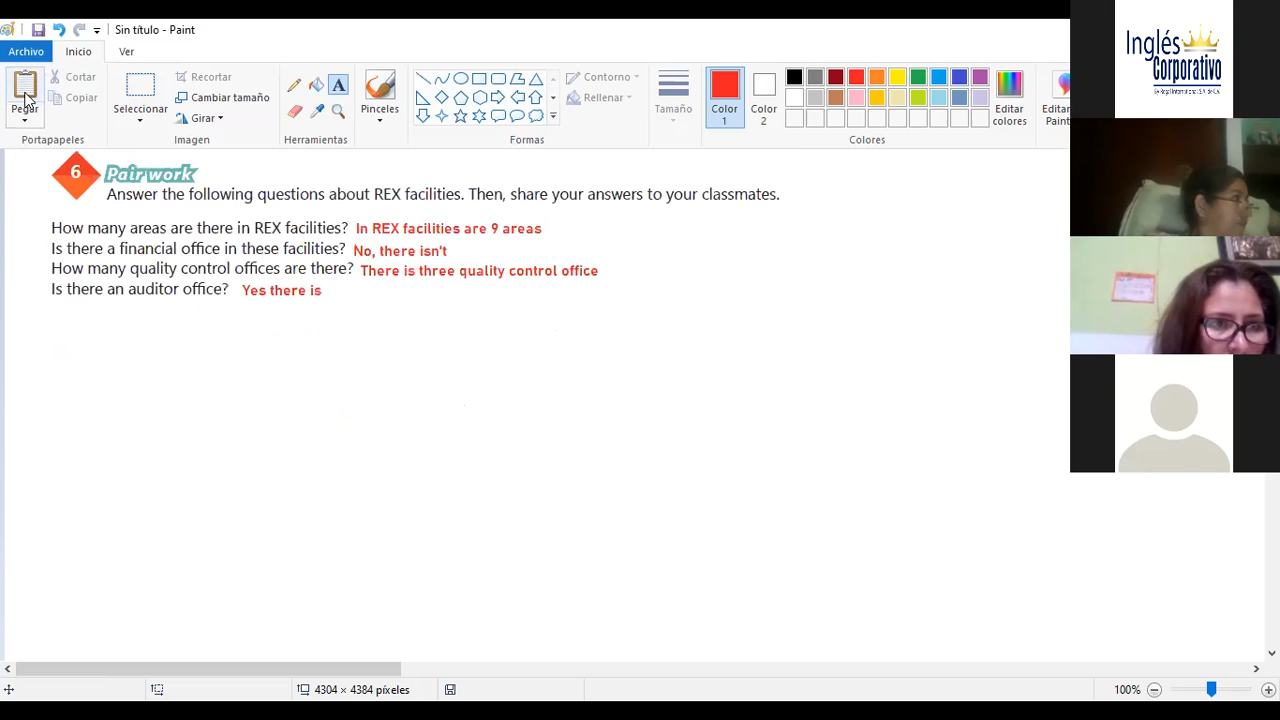 Sin título - Paint
Archivo Inicio Ver
Pegar
Cortar
Copiar
Portapapeles
Seleccionar
Recortar
Cambiar tamaño
Girar
Imagen
A
Herramientas
Pinceles
Contorno
Rellenar
Formas
Tamaño
Color 1
Color 2
Editar colores
Editar
Paint
Colores
Inglés
Corporativo
6 Pair work
Answer the following questions about REX facilities. Then, share your answers to your classmates.
How many areas are there in REX facilities? In REX facilities are 9 areas
Is there a financial office in these facilities? No, there isn't
How many quality control offices are there? There is three quality control office
Is there an auditor office? Yes there is
4304 × 4384 píxeles
100%